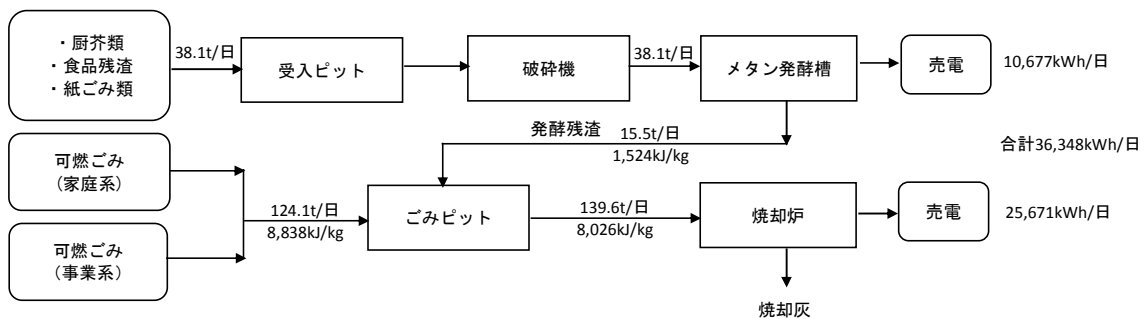 ・厨芥類
・食品残渣
・紙ごみ類
38.1t/日
受入ピット
破砕機
38.1t/日
メタン発酵槽
売電
10,677kWh/日
発酵残渣
15.5t/日
1,524kJ/kg
合計36,348kWh/日
可燃ごみ
（家庭系）
可燃ごみ
（事業系）
124.1t/日
8,838kJ/kg
ごみピット
139.6t/日
8,026kJ/kg
焼却炉
売電
25,671kWh/日
焼却灰